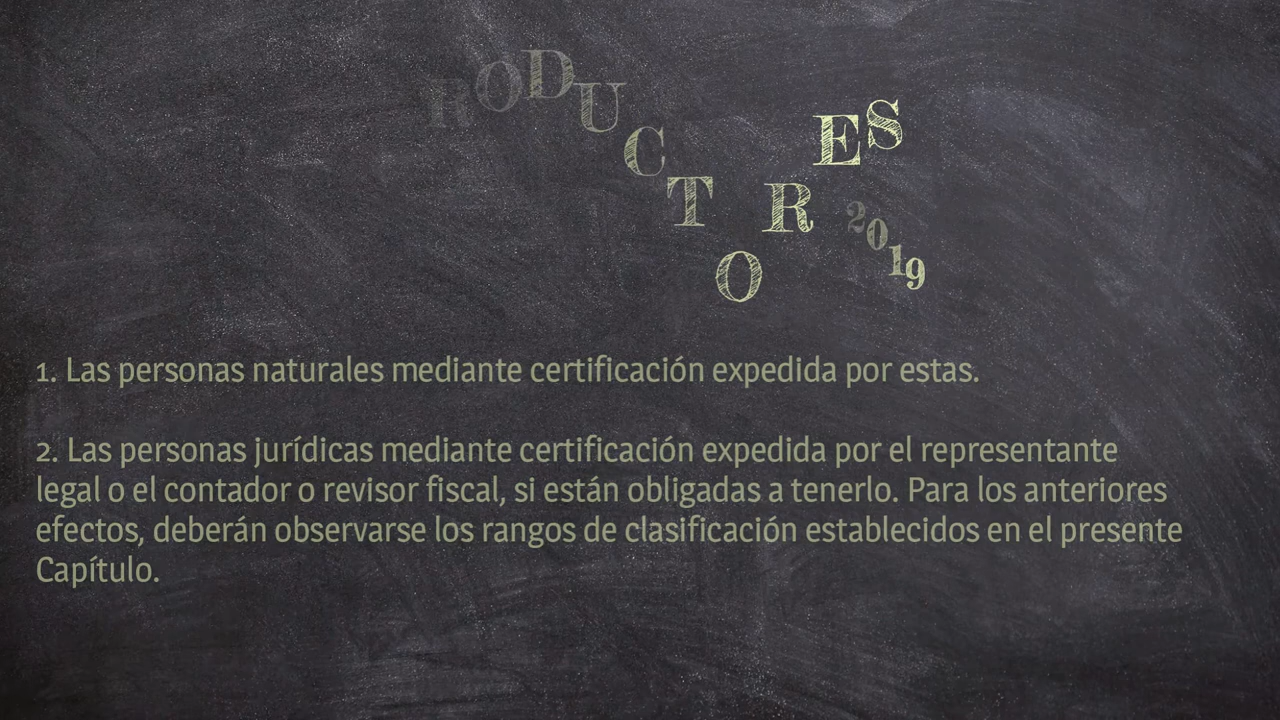 RODUCTORES 2019
1. Las personas naturales mediante certificación expedida por estas.
2. Las personas jurídicas mediante certificación expedida por el representante
legal o el contador o revisor fiscal, si están obligadas a tenerlo. Para los anteriores
efectos, deberán observarse los rangos de clasificación establecidos en el presente
Capítulo.